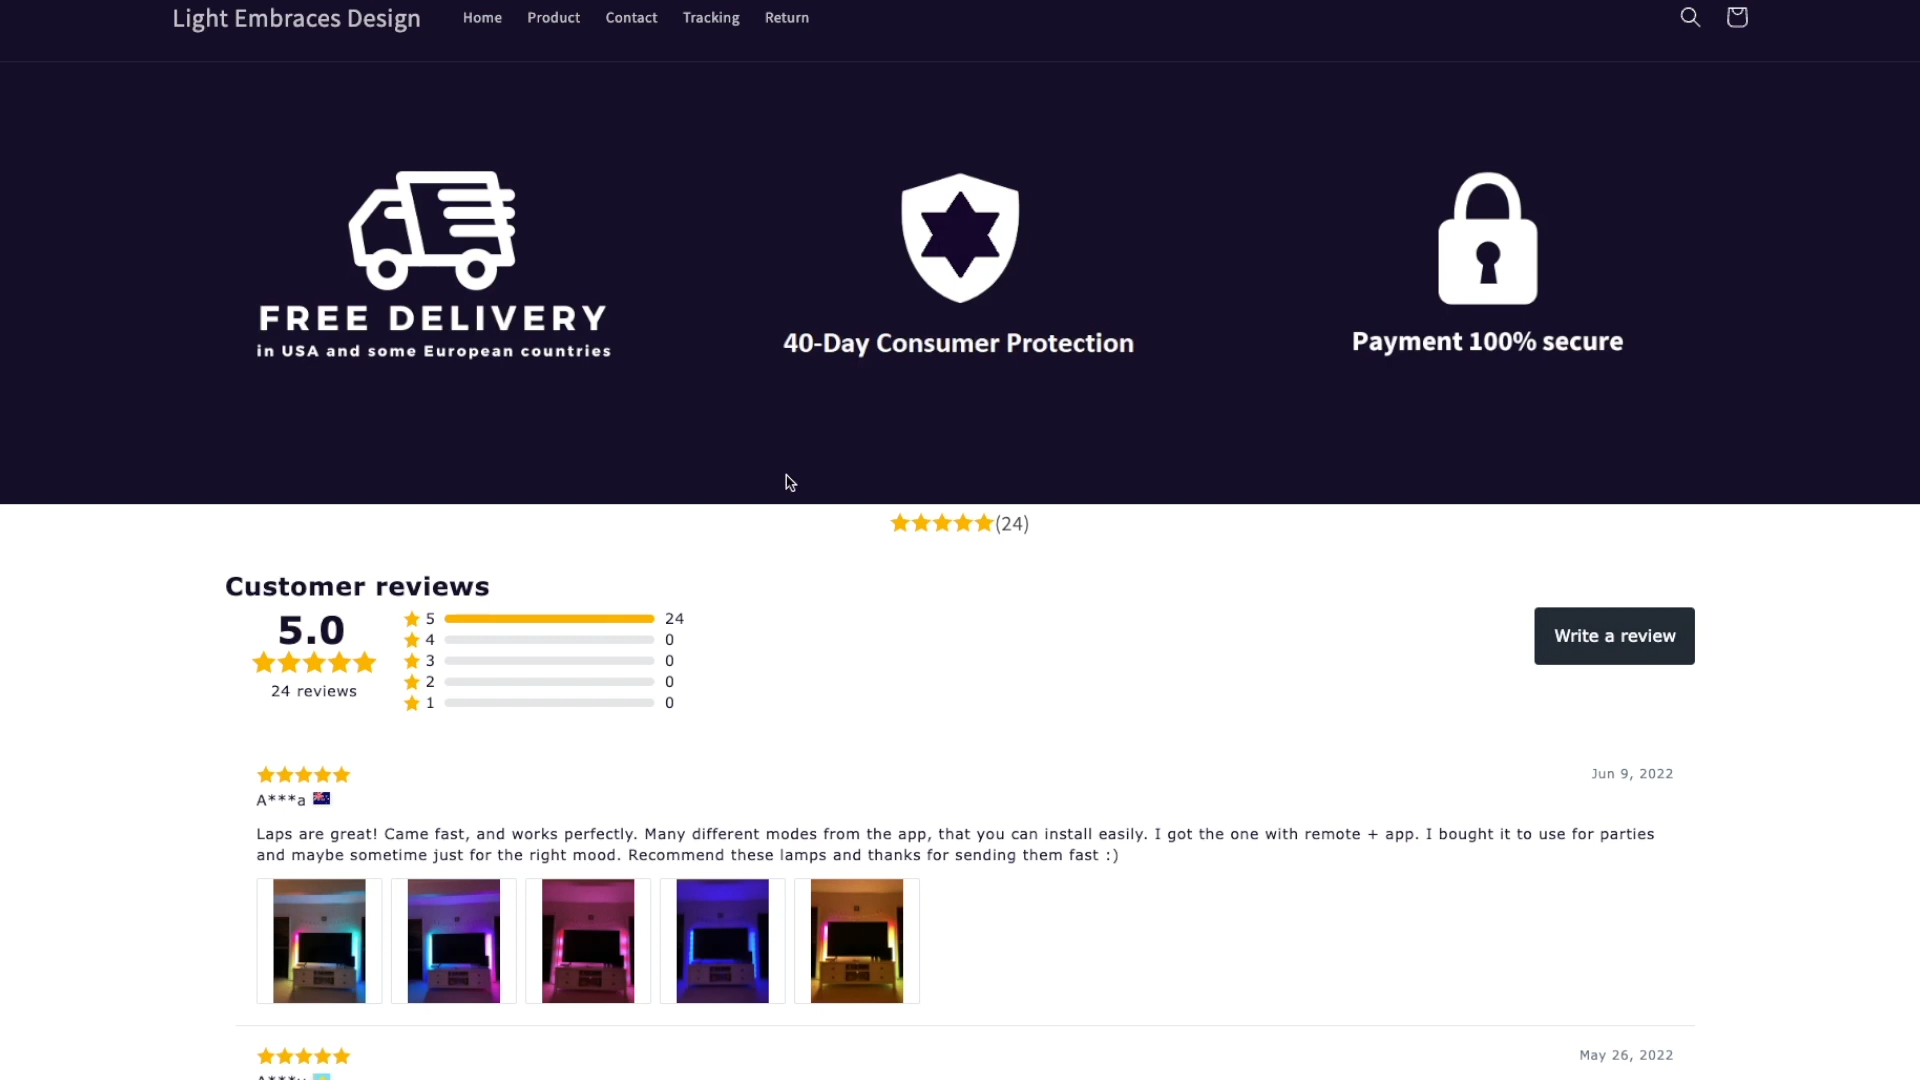 Light Embraces Design Home Product Contact Tracking Return
FREE DELIVERY
in USA and some European countries
40-Day Consumer Protection
Payment 100% secure
(24)
Customer reviews
5.0
24 reviews
5 24
4 0
3 0
2 0
1 0
Write a review
Jun 9, 2022
A***a
Laps are great! Came fast, and works perfectly. Many different modes from the app, that you can install easily. I got the one with remote + app. I bought it to use for parties
and maybe sometime just for the right mood. Recommend these lamps and thanks for sending them fast :)
May 26, 2022